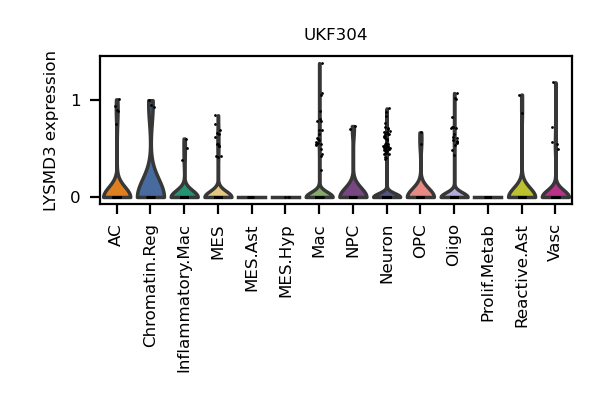 UKF304
LYSMD3 expression
1
0
AC
Chromatin.Reg
Inflammatory.Mac
MES
MES.Ast
MES.Hyp
Mac
NPC
Neuron
OPC
Oligo
Prolif.Metab
Reactive.Ast
Vasc